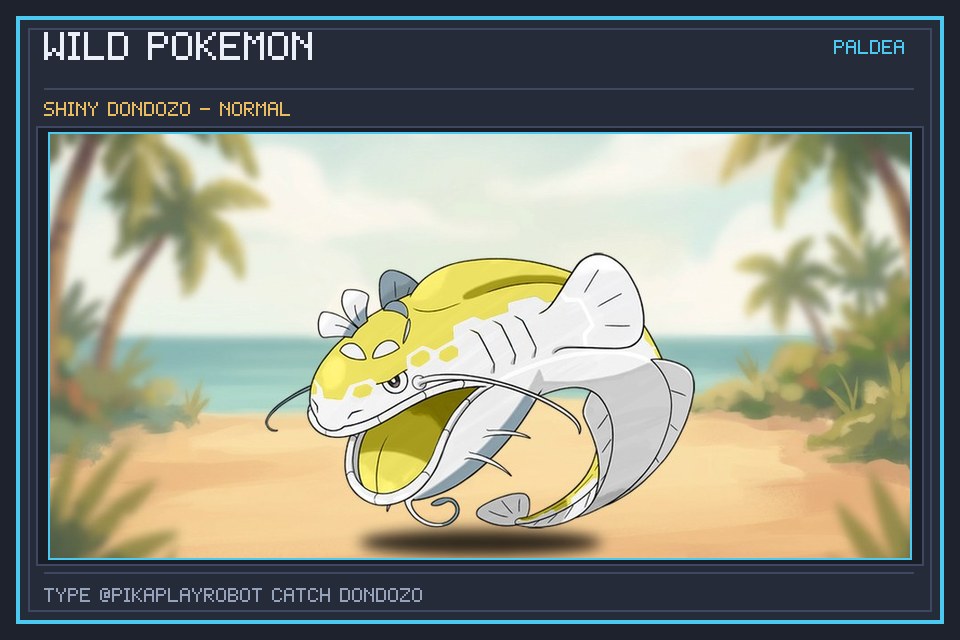 WILD POKEMON
PALDEA
SHINY DONDOZO - NORMAL
TYPE @PIKAPLAYROBOT CATCH DONDOZO